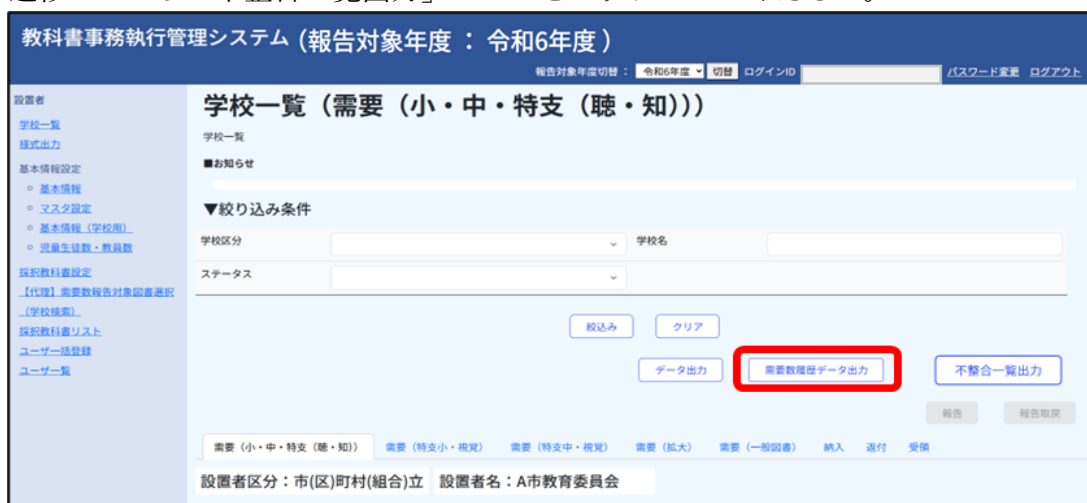 教科書事務執行管理システム (報告対象年度 ： 令和6年度 )
報告対象年度切替 : 令和6年度 切替 ログインID パスワード変更 ログアウト
設置者
学校一覧
様式出力
基本情報設定
基本情報
マスタ設定
基本情報（学校用）
児童生徒数・教員数
採択教科書設定
【代理】需要数報告対象図書選択
（学校検索）
採択教科書リスト
ユーザー括登録
ユーザー覧
学校一覧（需要（小・中・特支（聴・知）））
学校一覧
■お知らせ
▼絞り込み条件
学校区分 学校名
ステータス
絞込み クリア
データ出力 需要数履歴データ出力 不整合一覧出力
報告 報告取戻
需要（小・中・特支（聴・知）） 需要（特支小・視覚） 需要（特支中・視覚） 需要（拡大） 需要（一般図書） 納入 返付 受領
設置者区分：市(区)町村(組合)立 設置者名：A市教育委員会